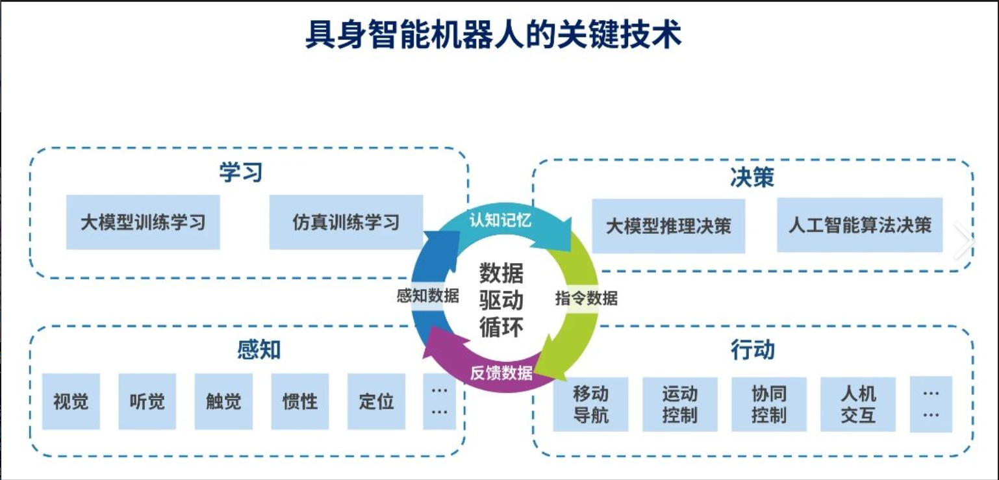 具身智能机器人的关键技术
学习
大模型训练学习
仿真训练学习
决策
大模型推理决策
人工智能算法决策
认知记忆
感知数据
数据
驱动
循环
指令数据
反馈数据
感知
视觉
听觉
触觉
惯性
定位
...
...
行动
移动
导航
运动
控制
协同
控制
人机
交互
...
...